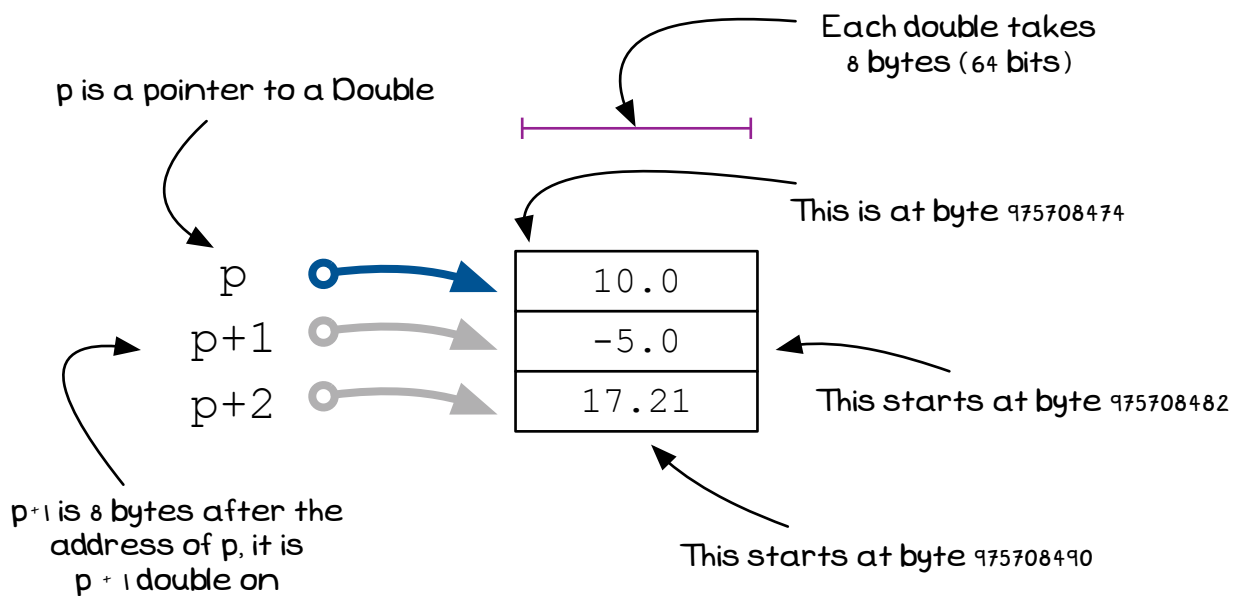 Each double takes
8 bytes (64 bits)
p is a pointer to a Double
This is at byte 975708474
p
10.0
p+1
-5.0
p+2
17.21
This starts at byte 975708482
p+1 is 8 bytes after the
address of p, it is
p + 1 double on
This starts at byte 975708490